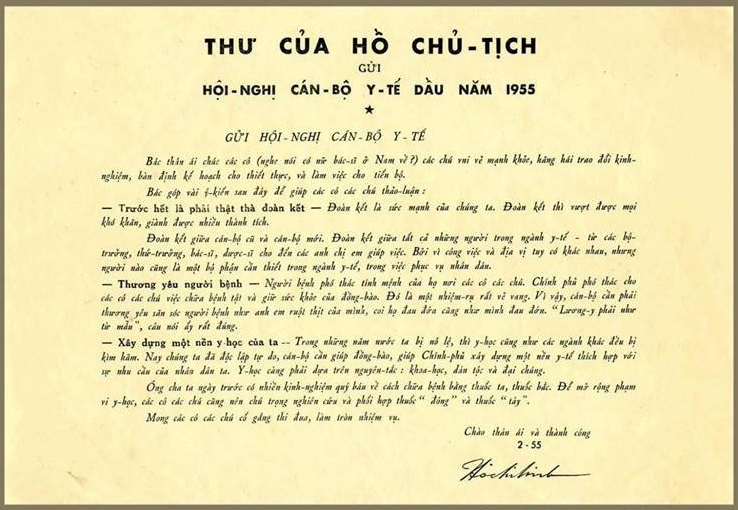 THƯ CỦA HỒ CHỦ-TỊCH
GỬI
HỘI-NGHỊ CÁN-BỘ Y-TẾ DẦU NĂM 1955
★
GỬI HỘI-NGHỊ CÁN-BỘ Y-TẾ
Bác thân ái chúc các cô (nghe nói có nữ bác-sĩ ở Nam về?) các chú vui vẻ mạnh khỏe, hăng hái trao đổi kinh-
nghiệm, bàn định kế hoạch cho thiết thực, và làm việc cho tiến bộ.
Bác góp vài ý-kiến sau đây để giúp các cô các chú thảo-luận :
— Trước hết là phải thật thà đoàn kết — Đoàn kết là sức mạnh của chúng ta. Đoàn kết thì vượt được mọi
khó khăn, giành được nhiều thành tích.
Đoàn kết giữa cán-bộ cũ và cán-bộ mới. Đoàn kết giữa tất cả những người trong ngành y-tế - từ các bộ-
trưởng, thứ-trưởng, bác-sĩ, dược-sĩ cho đến các anh chị em giúp việc. Bởi vì công việc và địa vị tuy có khác nhau, nhưng
người nào cũng là một bộ phận cần thiết trong ngành y-tế, trong việc phục vụ nhân dân.
— Thương yêu người bệnh — Người bệnh phó thác tính mệnh của họ nơi các cô các chú. Chính phủ phó thác cho
các cô các chú việc chữa bệnh tật và giữ sức khỏe của đồng-bào. Đó là một nhiệm-vụ rất vẻ vang. Vì vậy, cán-bộ cần phải
thương yêu săn sóc người bệnh như anh em ruột thịt của mình, coi họ đau đớn cũng như mình đau đớn. "Lương-y phải như
từ mẫu", câu nói ấy rất đúng.
— Xây dựng một nền y-học của ta — Trong những năm nước ta bị nô lệ, thì y-học cũng như các ngành khác đều bị
kìm hãm. Nay chúng ta đã độc lập tự do, cán-bộ cần giúp đồng-bào, giúp Chính-phủ xây dựng một nền y-tế thích hợp với
sự nhu cầu của nhân dân ta. Y-học càng phải dựa trên nguyên-tắc : khoa-học, dân tộc và đại chúng.
Ông cha ta ngày trước có nhiều kinh-nghiệm quý báu về cách chữa bệnh bằng thuốc ta, thuốc bắc. Để mở rộng phạm
vi y-học, các cô các chú cũng nên chú trọng nghiên cứu và phối hợp thuốc " đông" và thuốc "tây".
Mong các cô các chú cố gắng thi đua, làm tròn nhiệm vụ.
Chào thân ái và thành công
2 - 55
Hồ Chí Minh